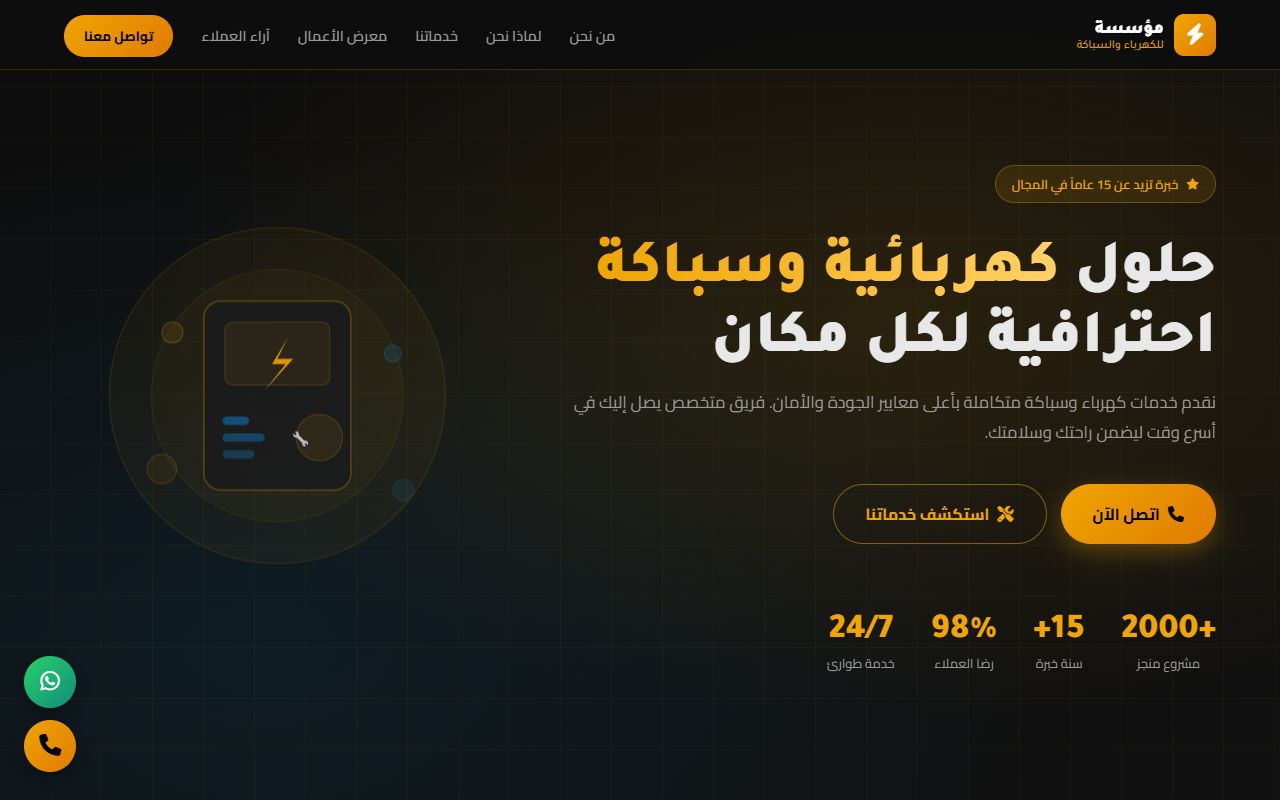 مؤسسة
للكهرباء والسباكة
من نحن
لماذا نحن
خدماتنا
معرض الأعمال
آراء العملاء
تواصل معنا
خبرة تزيد عن 15 عاماً في المجال
حلول كهربائية وسباكة
احترافية لكل مكان
نقدم خدمات كهرباء وسباكة متكاملة بأعلى معايير الجودة والأمان. فريق متخصص يصل إليك في
أسرع وقت ليضمن راحتك وسلامتك.
اتصل الآن
استكشف خدماتنا
2000+
مشروع منجز
+15
سنة خبرة
98%
رضا العملاء
24/7
خدمة طوارئ